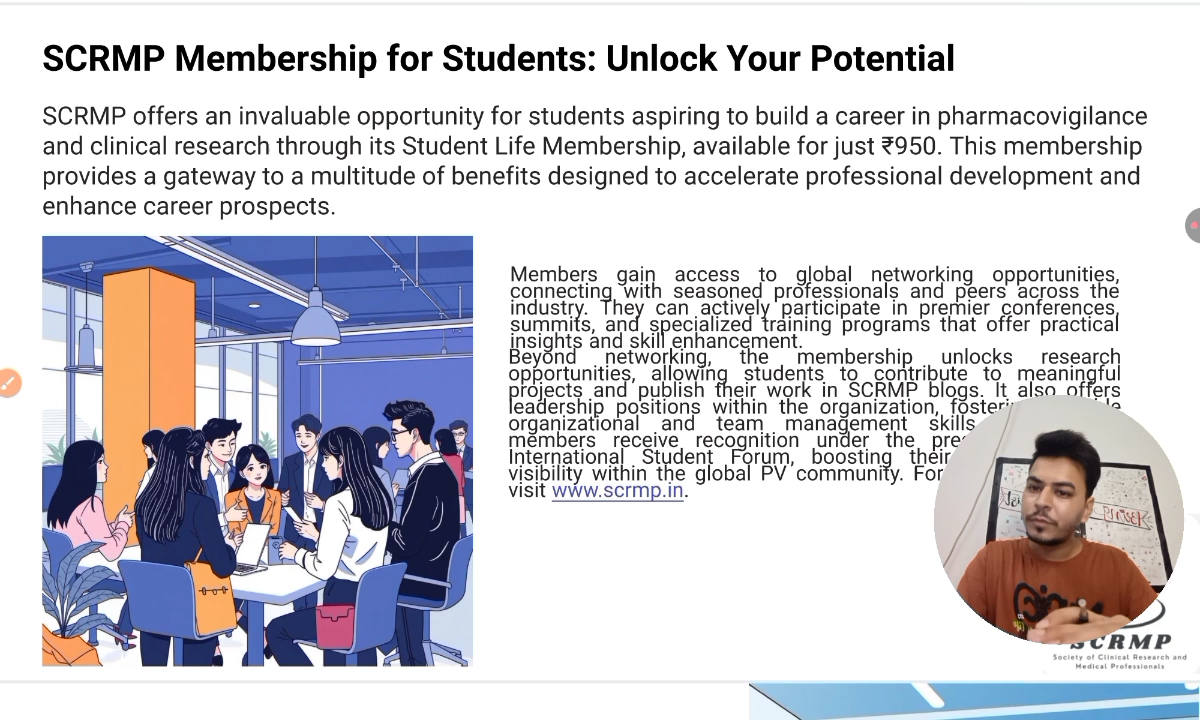 SCRMP Membership for Students: Unlock Your Potential
SCRMP offers an invaluable opportunity for students aspiring to build a career in pharmacovigilance
and clinical research through its Student Life Membership, available for just ₹950. This membership
provides a gateway to a multitude of benefits designed to accelerate professional development and
enhance career prospects.
Members gain access to global networking opportunities,
connecting with seasoned professionals and peers across the
industry. They can actively participate in premier conferences,
summits, and specialized training programs that offer practical
insights and skill enhancement.
Beyond networking, the membership unlocks research
opportunities, allowing students to contribute to meaningful
projects and publish their work in SCRMP blogs. It also offers
leadership positions within the organization,
organizational and team management skills
members receive recognition under the
International Student Forum, boosting their
visibility within the global PV community. For
visit www.scrmp.in.
SCRMP
Society of Clinical Research and
Medical Professionals